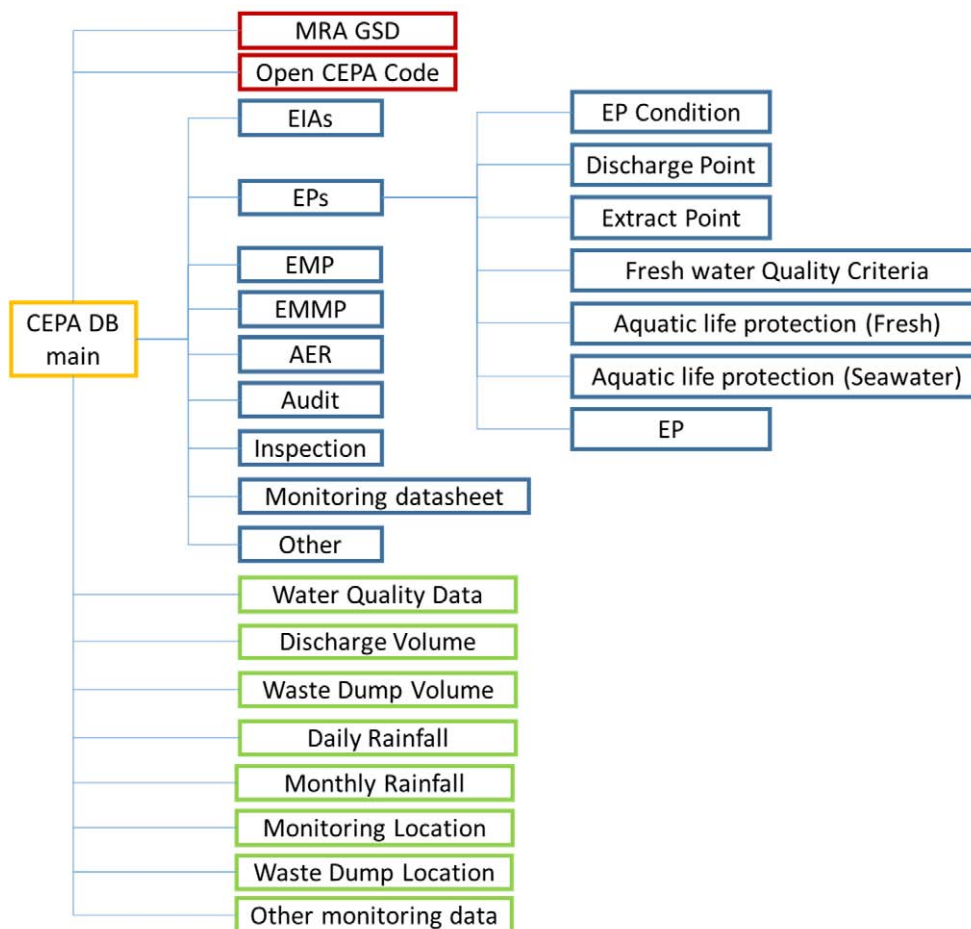 MRA GSD
Open CEPA Code
EIAs
EPs
EMP
EMMP
AER
Audit
Inspection
Monitoring datasheet
Other
CEPA DB
main
EP Condition
Discharge Point
Extract Point
Fresh water Quality Criteria
Aquatic life protection (Fresh)
Aquatic life protection (Seawater)
EP
Water Quality Data
Discharge Volume
Waste Dump Volume
Daily Rainfall
Monthly Rainfall
Monitoring Location
Waste Dump Location
Other monitoring data